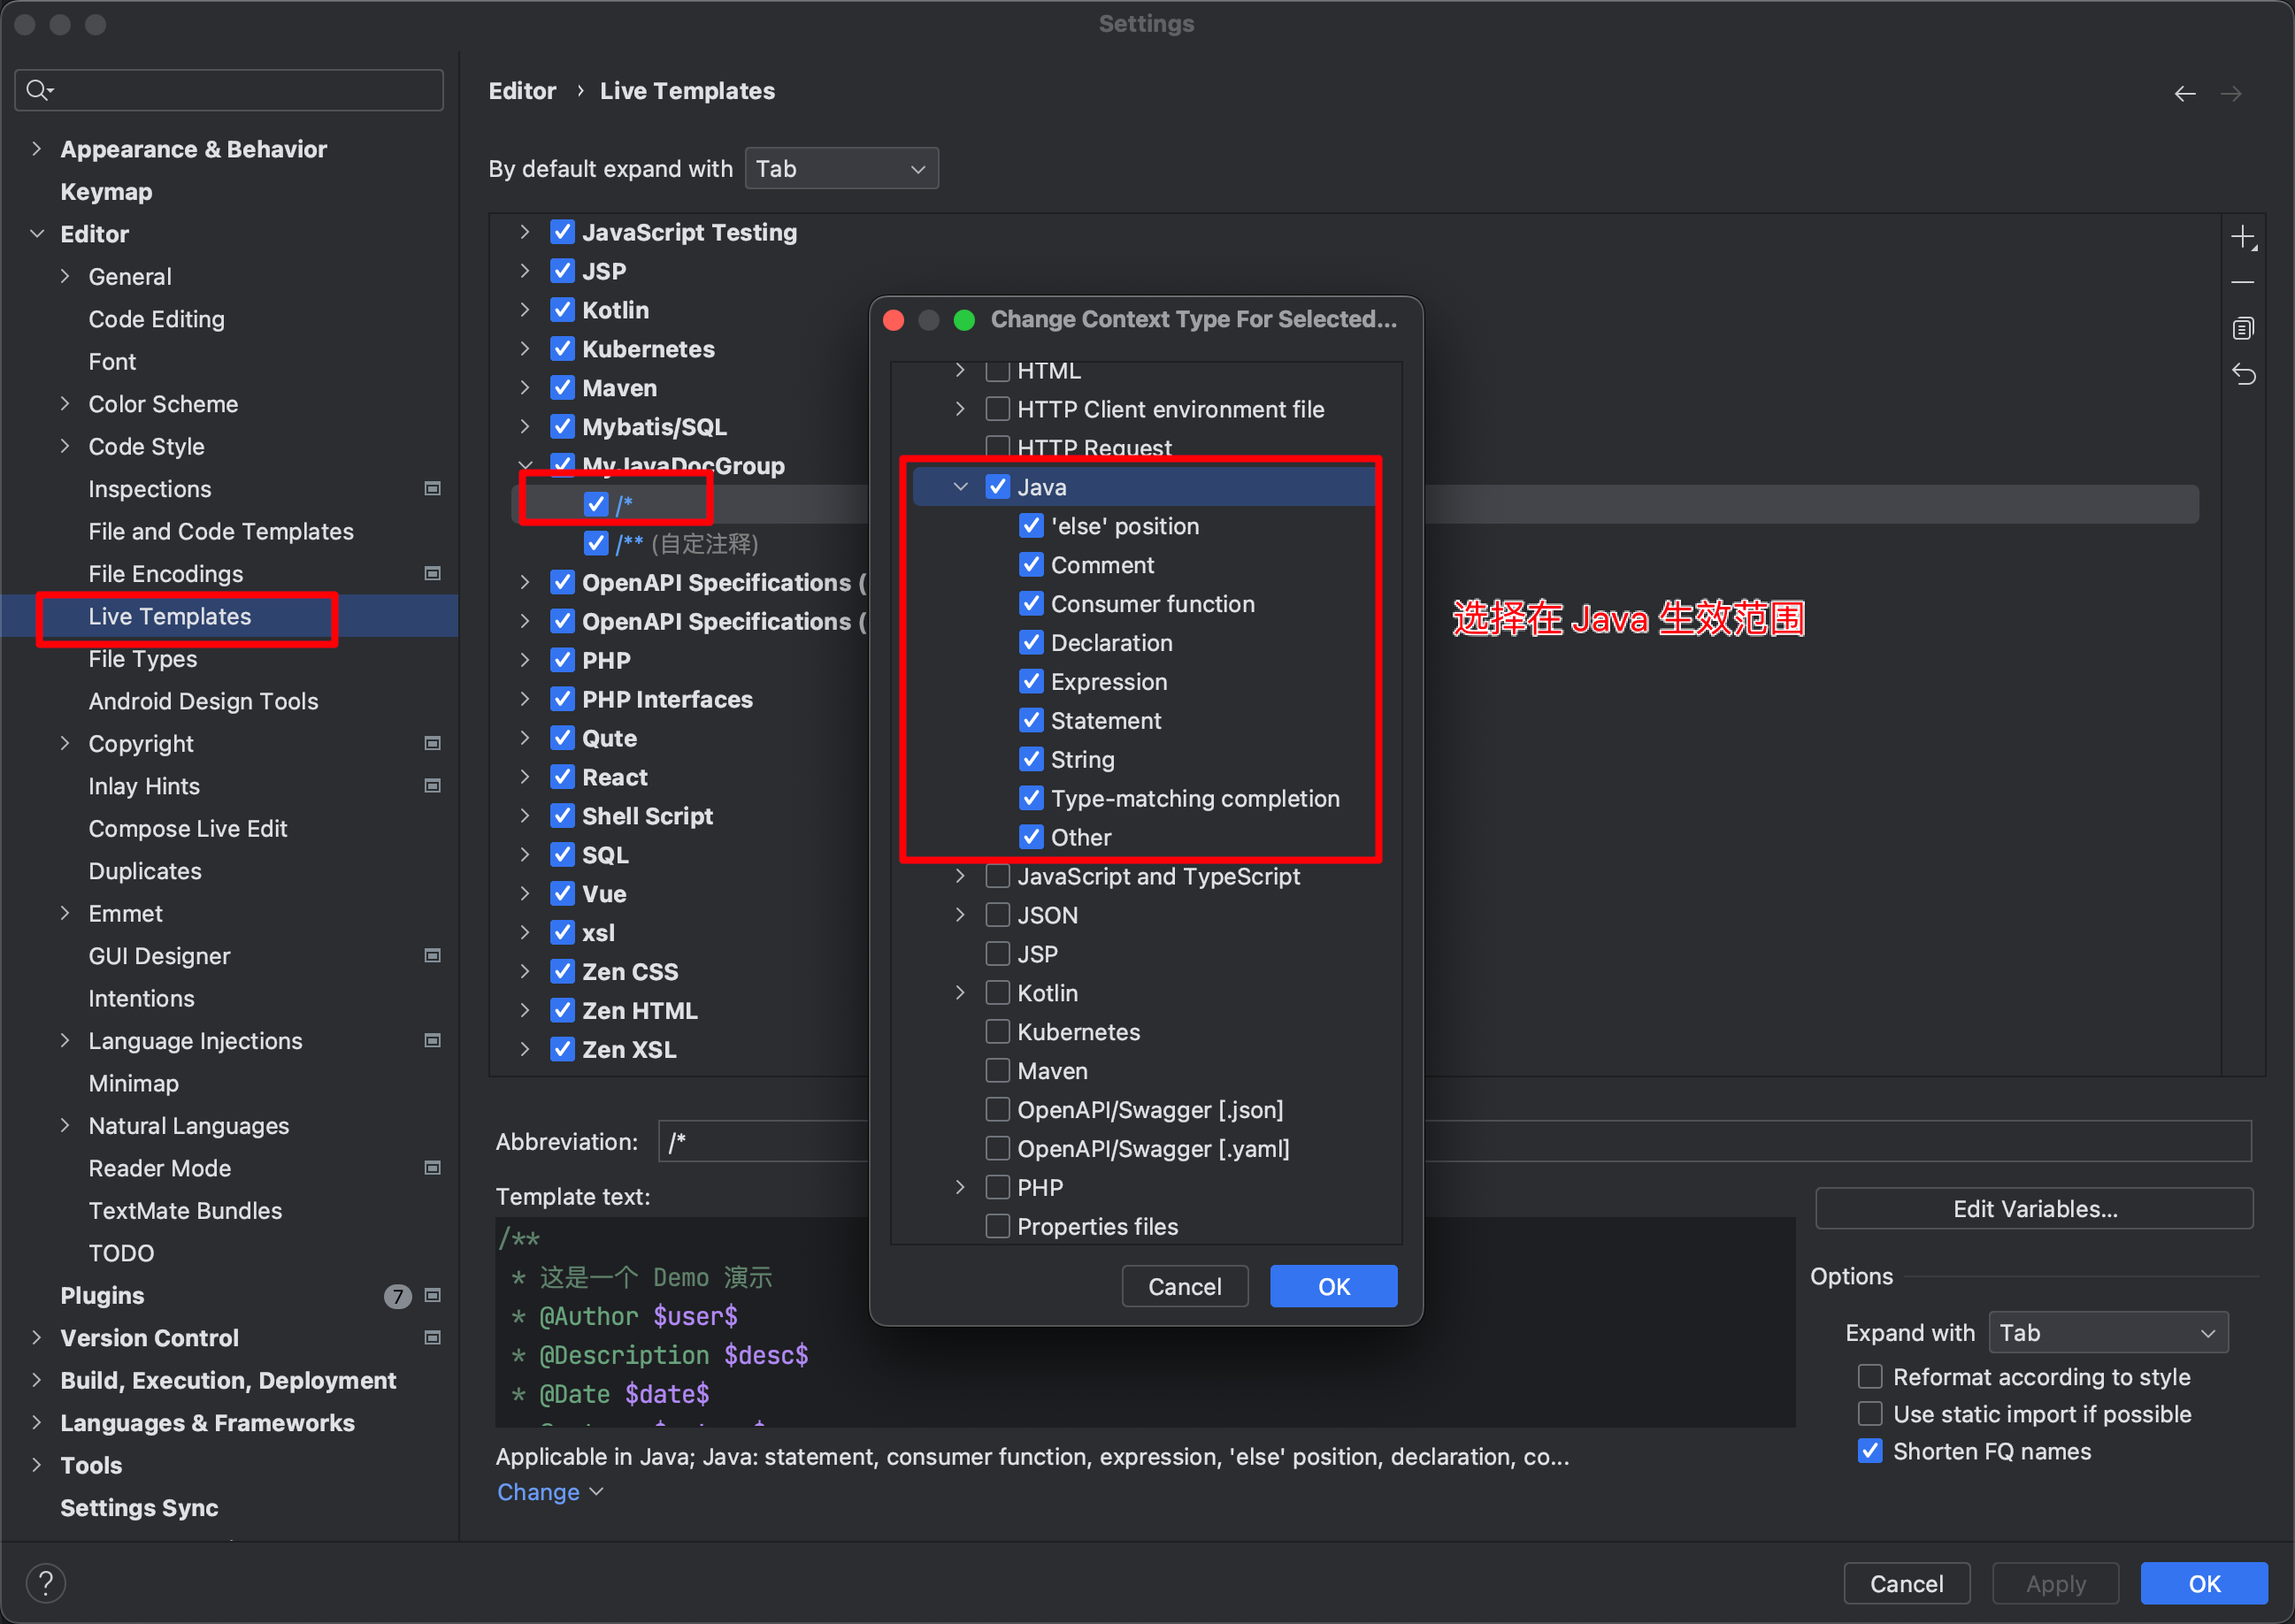 Settings
Appearance & Behavior
Keymap
Editor
General
Code Editing
Font
Color Scheme
Code Style
Inspections
File and Code Templates
File Encodings
Live Templates
File Types
Android Design Tools
Copyright
Inlay Hints
Compose Live Edit
Duplicates
Emmet
GUI Designer
Intentions
Language Injections
Minimap
Natural Languages
Reader Mode
TextMate Bundles
TODO
Plugins 7
Version Control
Build, Execution, Deployment
Languages & Frameworks
Tools
Settings Sync
Editor › Live Templates
By default expand with Tab
JavaScript Testing
JSP
Kotlin
Kubernetes
Maven
Mybatis/SQL
MyJavaDocGroup
/*
/** (自定注释)
OpenAPI Specifications (
OpenAPI Specifications (
PHP
PHP Interfaces
Qute
React
Shell Script
SQL
Vue
xsl
Zen CSS
Zen HTML
Zen XSL
Change Context Type For Selected...
HTML
HTTP Client environment file
HTTP Request
Java
'else' position
Comment
Consumer function
Declaration
Expression
Statement
String
Type-matching completion
Other
JavaScript and TypeScript
JSON
JSP
Kotlin
Kubernetes
Maven
OpenAPI/Swagger [.json]
OpenAPI/Swagger [.yaml]
PHP
Properties files
Cancel OK
选择在 Java 生效范围
Abbreviation: /*
Template text:
/**
* 这是一个 Demo 演示
* @Author $user$
* @Description $desc$
* @Date $date$
Applicable in Java; Java: statement, consumer function, expression, 'else' position, declaration, co...
Change
Edit Variables...
Options
Expand with Tab
Reformat according to style
Use static import if possible
Shorten FQ names
? Cancel Apply OK